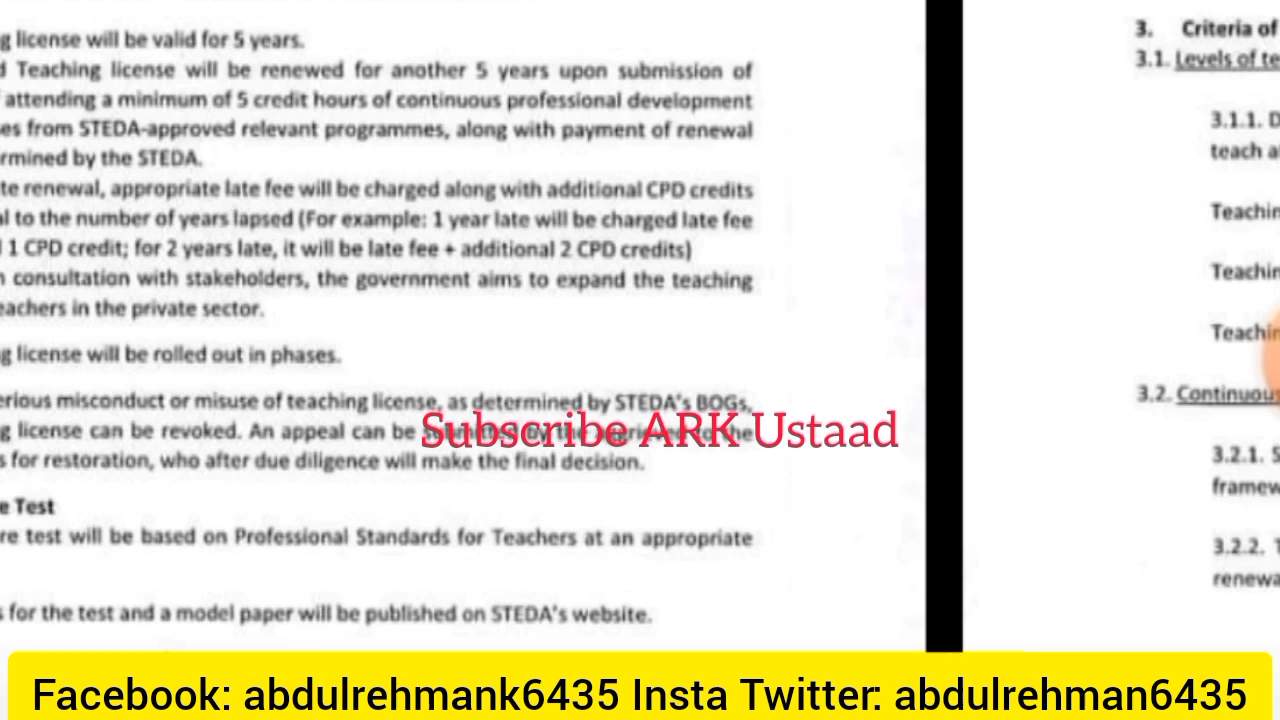 g license will be valid for 5 years.
d Teaching license will be renewed for another 5 years upon submission of
attending a minimum of 5 credit hours of continuous professional development
es from STEDA-approved relevant programmes, along with payment of renewal
rmined by the STEDA.
te renewal, appropriate late fee will be charged along with additional CPD credits
al to the number of years lapsed (For example: 1 year late will be charged late fee
1 CPD credit; for 2 years late, it will be late fee + additional 2 CPD credits)
n consultation with stakeholders, the government aims to expand the teaching
eachers in the private sector.
g license will be rolled out in phases.
erious misconduct or misuse of teaching license, as determined by STEDA's BOGs,
g license can be revoked. An appeal can be by the the
s for restoration, who after due diligence will make the final decision.
e Test
re test will be based on Professional Standards for Teachers at an appropriate
s for the test and a model paper will be published on STEDA's website.
3. Criteria of
3.1. Levels of te
3.1.1. D
teach a
Teachin
Teachin
Teachin
3.2. Continuou
3.2.1. S
framew
3.2.2. T
renewa
Subscribe ARK Ustaad
Facebook: abdulrehmank6435 Insta Twitter: abdulrehman6435